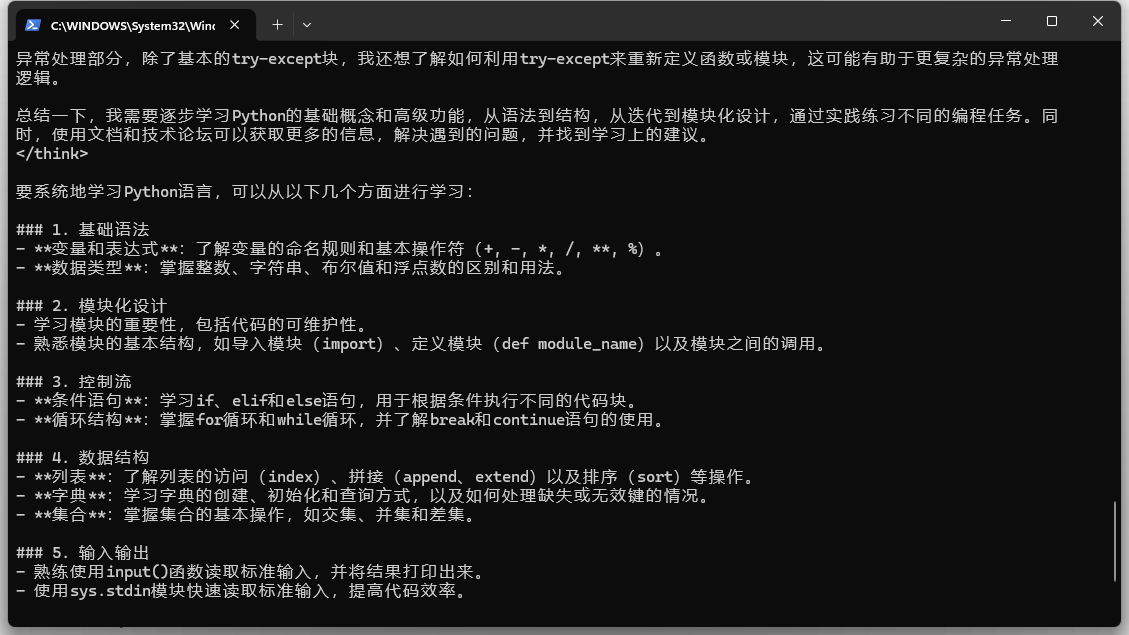 C:\WINDOWS\System32\Winc
异常处理部分，除了基本的try-except块，我还想了解如何利用try-except来重新定义函数或模块，这可能有助于更复杂的异常处理
逻辑。
总结一下，我需要逐步学习Python的基础概念和高级功能，从语法到结构，从迭代到模块化设计，通过实践练习不同的编程任务。同
时，使用文档和技术论坛可以获取更多的信息，解决遇到的问题，并找到学习上的建议。
</think>
要系统地学习Python语言，可以从以下几个方面进行学习：
### 1. 基础语法
- **变量和表达式**：了解变量的命名规则和基本操作符（+, -, *, /, **, %）。
- **数据类型**：掌握整数、字符串、布尔值和浮点数的区别和用法。
### 2. 模块化设计
- 学习模块的重要性，包括代码的可维护性。
- 熟悉模块的基本结构，如导入模块（import）、定义模块（def module_name）以及模块之间的调用。
### 3. 控制流
- **条件语句**：学习if、elif和else语句，用于根据条件执行不同的代码块。
- **循环结构**：掌握for循环和while循环，并了解break和continue语句的使用。
### 4. 数据结构
- **列表**：了解列表的访问（index）、拼接（append、extend）以及排序（sort）等操作。
- **字典**：学习字典的创建、初始化和查询方式，以及如何处理缺失或无效键的情况。
- **集合**：掌握集合的基本操作，如交集、并集和差集。
### 5. 输入输出
- 熟练使用input()函数读取标准输入，并将结果打印出来。
- 使用sys.stdin模块快速读取标准输入，提高代码效率。